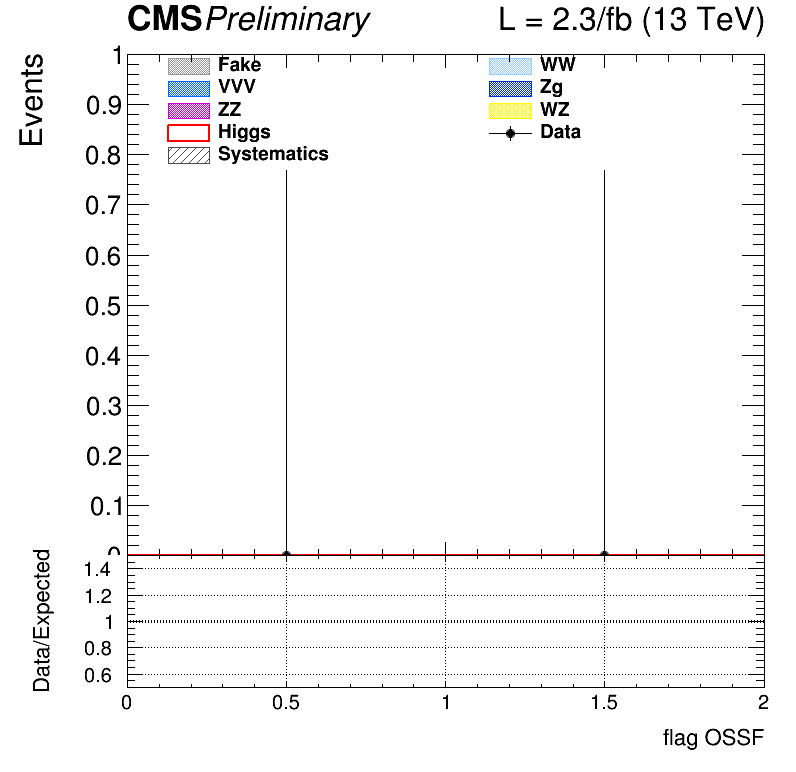 CMS Preliminary L = 2.3/fb (13 TeV)
Events
1
0.9
0.8
0.7
0.6
0.5
0.4
0.3
0.2
0.1
0
Fake WW
VVV Zg
ZZ WZ
Higgs Data
Systematics
Data/Expected
1.4
1.2
1
0.8
0.6
0 0.5 1 1.5 2
flag OSSF